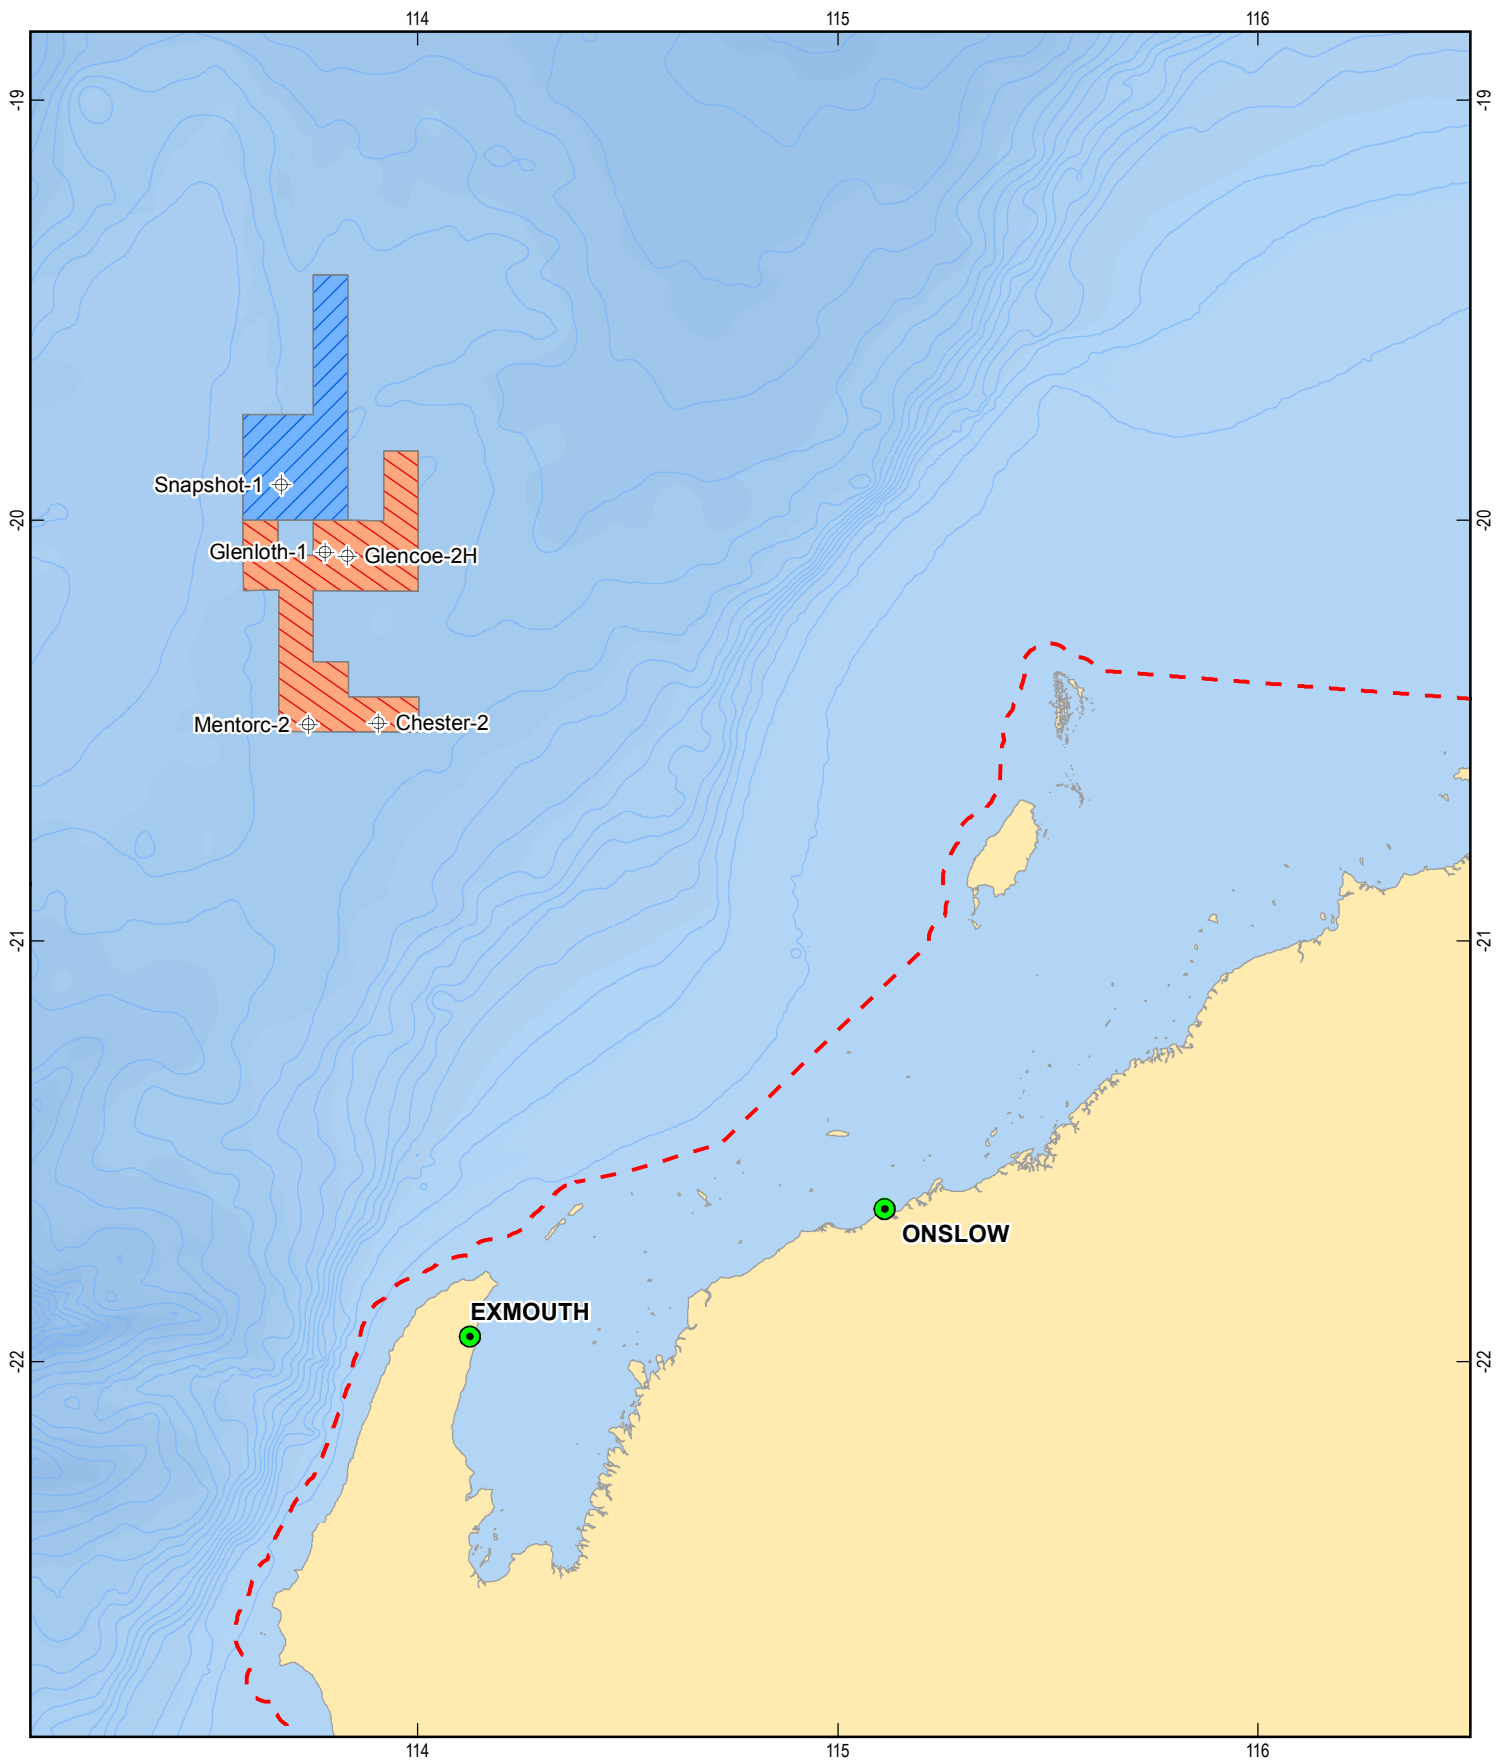 114 115 116
-19 -19
Snapshot-1
-20 -20
Glenloth-1 Glencoe-2H
Mentorc-2 Chester-2
-21 -21
ONSLOW
EXMOUTH
-22 -22
114 115 116